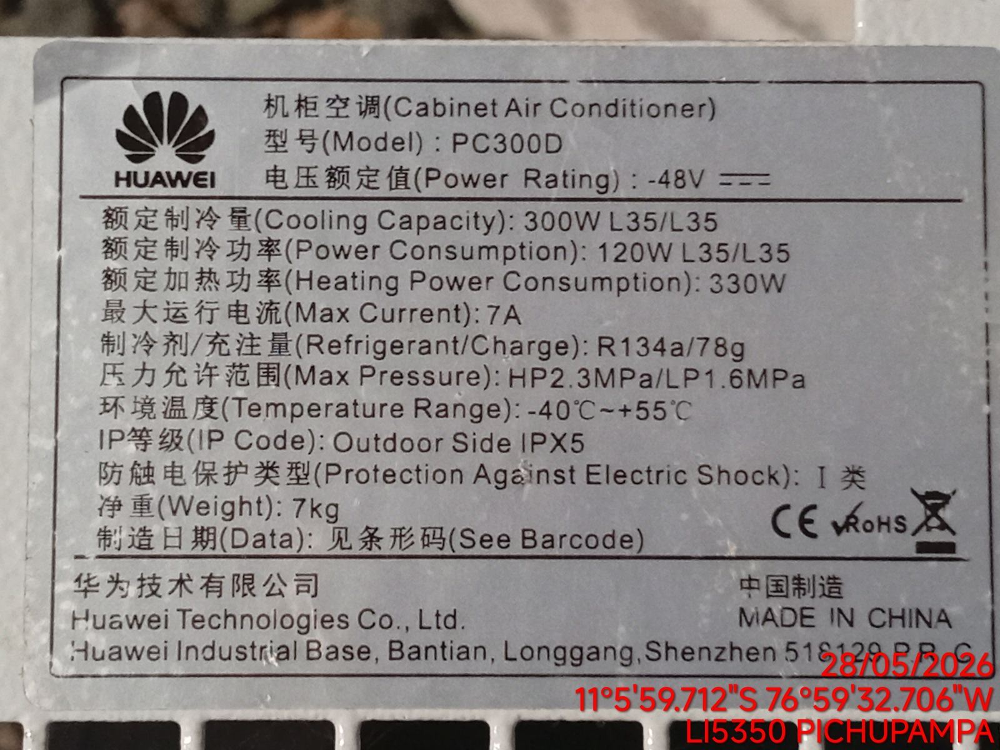 HUAWEI
机柜空调(Cabinet Air Conditioner)
型号(Model) : PC300D
电压额定值(Power Rating) : -48V
额定制冷量(Cooling Capacity): 300W L35/L35
额定制冷功率(Power Consumption): 120W L35/L35
额定加热功率(Heating Power Consumption): 330W
最大运行电流(Max Current): 7A
制冷剂/充注量(Refrigerant/Charge): R134a/78g
压力允许范围(Max Pressure): HP2.3MPa/LP1.6MPa
环境温度(Temperature Range): -40℃~+55℃
IP等级(IP Code): Outdoor Side IPX5
防触电保护类型(Protection Against Electric Shock): I 类
净重(Weight): 7kg
制造日期(Data): 见条形码(See Barcode)
CE RoHS
华为技术有限公司
中国制造
Huawei Technologies Co., Ltd.
MADE IN CHINA
Huawei Industrial Base, Bantian, Longgang,Shenzhen 518129 P.R.C
28/05/2026
11°5'59.712"S 76°59'32.706"W
LI5350 PICHUPAMPA